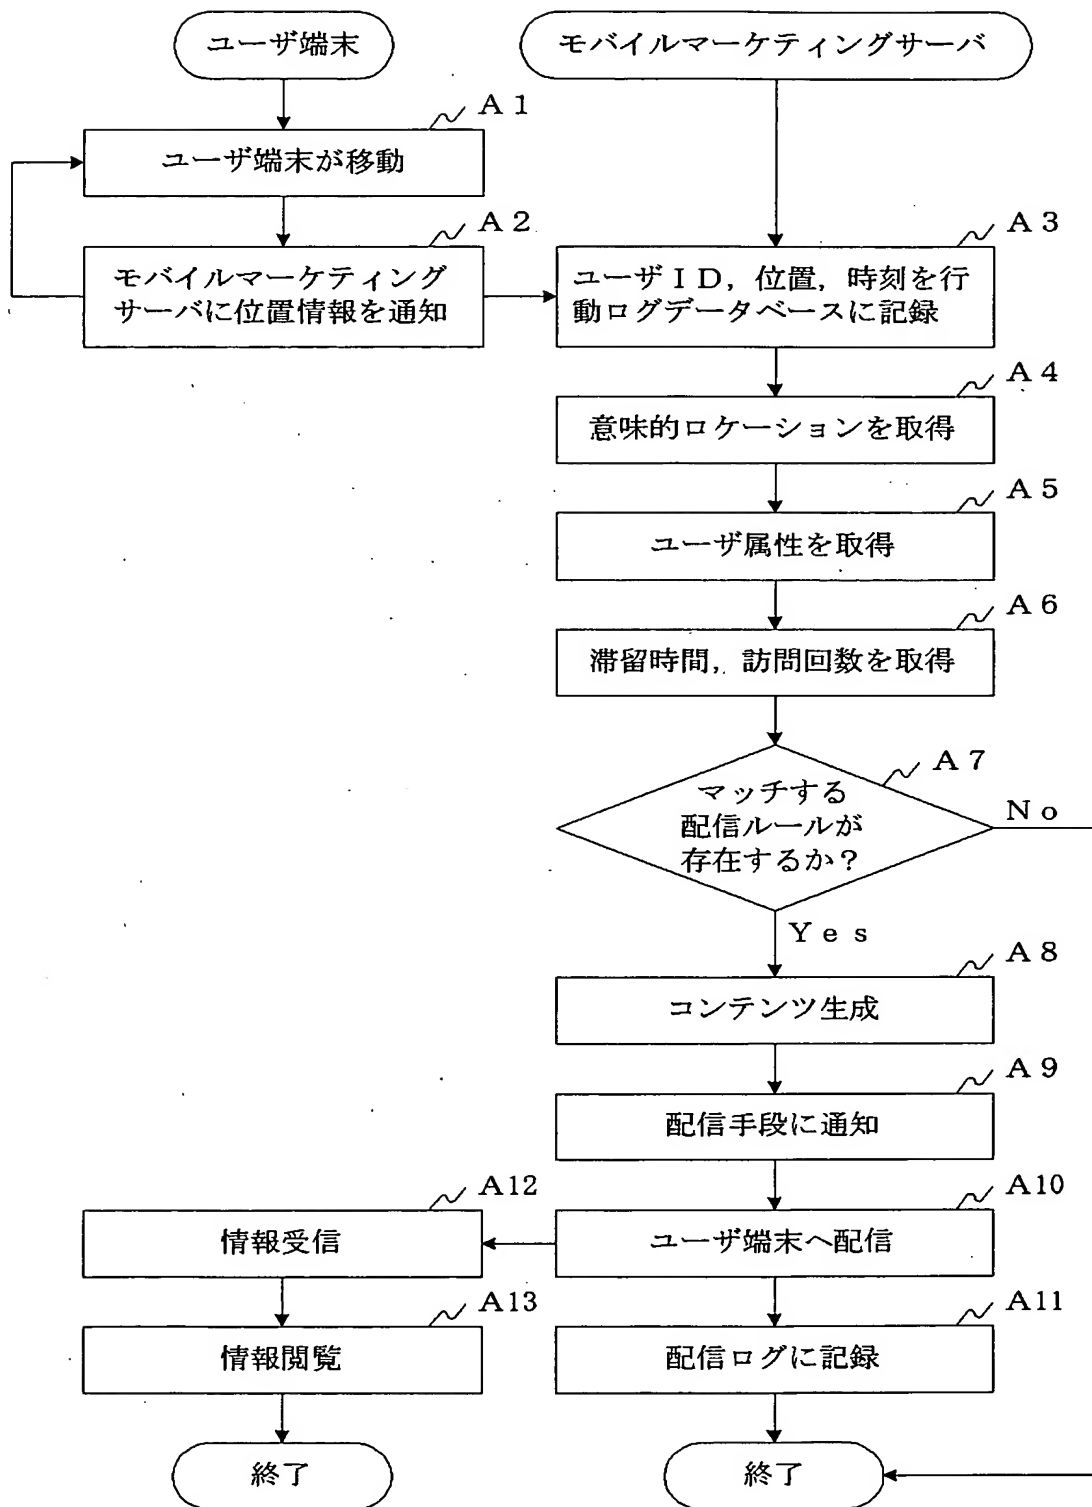 ユーザ端末
モバイルマーケティングサーバ
A1
ユーザ端末が移動
A2
モバイルマーケティング
サーバに位置情報を通知
A3
ユーザID，位置，時刻を行
動ログデータベースに記録
A4
意味的ロケーションを取得
A5
ユーザ属性を取得
A6
滞留時間，訪問回数を取得
A7
マッチする
配信ルールが
存在するか？
No
Yes
A8
コンテンツ生成
A9
配信手段に通知
A10
ユーザ端末へ配信
A12
情報受信
A11
配信ログに記録
A13
情報閲覧
終了
終了